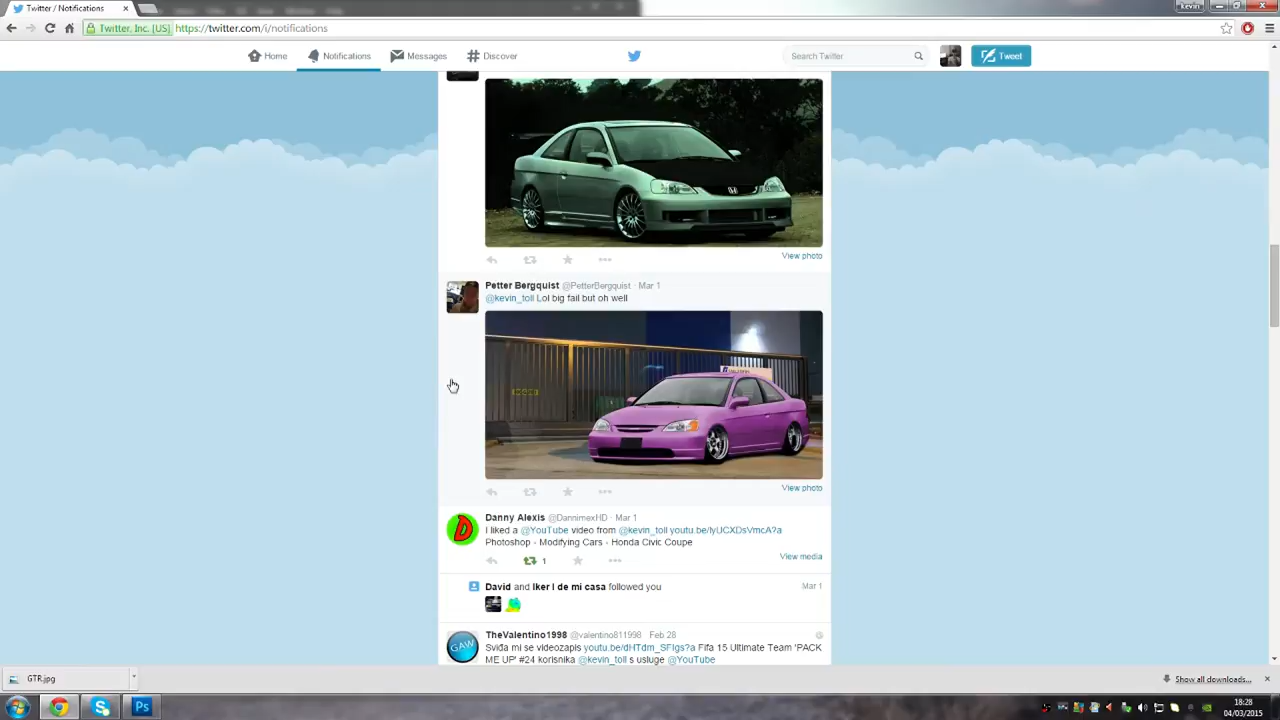 Twitter / Notifications
kevin
Twitter, Inc. [US] https://twitter.com/i/notifications
Home Notifications Messages Discover Search Twitter Tweet
View photo
Petter Bergquist @PetterBergquist · Mar 1
@kevin_toll Lol big fail but oh well
View photo
Danny Alexis @DannimexHD · Mar 1
I liked a @YouTube video from @kevin_toll youtu.be/lyUCXDsVmcA?a
Photoshop - Modifying Cars - Honda Civic Coupe
View media
1
David and Iker I de mi casa followed you Mar 1
GAW
TheValentino1998 @valentino811998 Feb 28
Sviđa mi se videozapis youtu.be/dHTdm_SFIgs?a Fifa 15 Ultimate Team 'PACK
ME UP' #24 korisnika @kevin_toll s usluge @YouTube
GTR.jpg Show all downloads...
18:28
04/03/2015